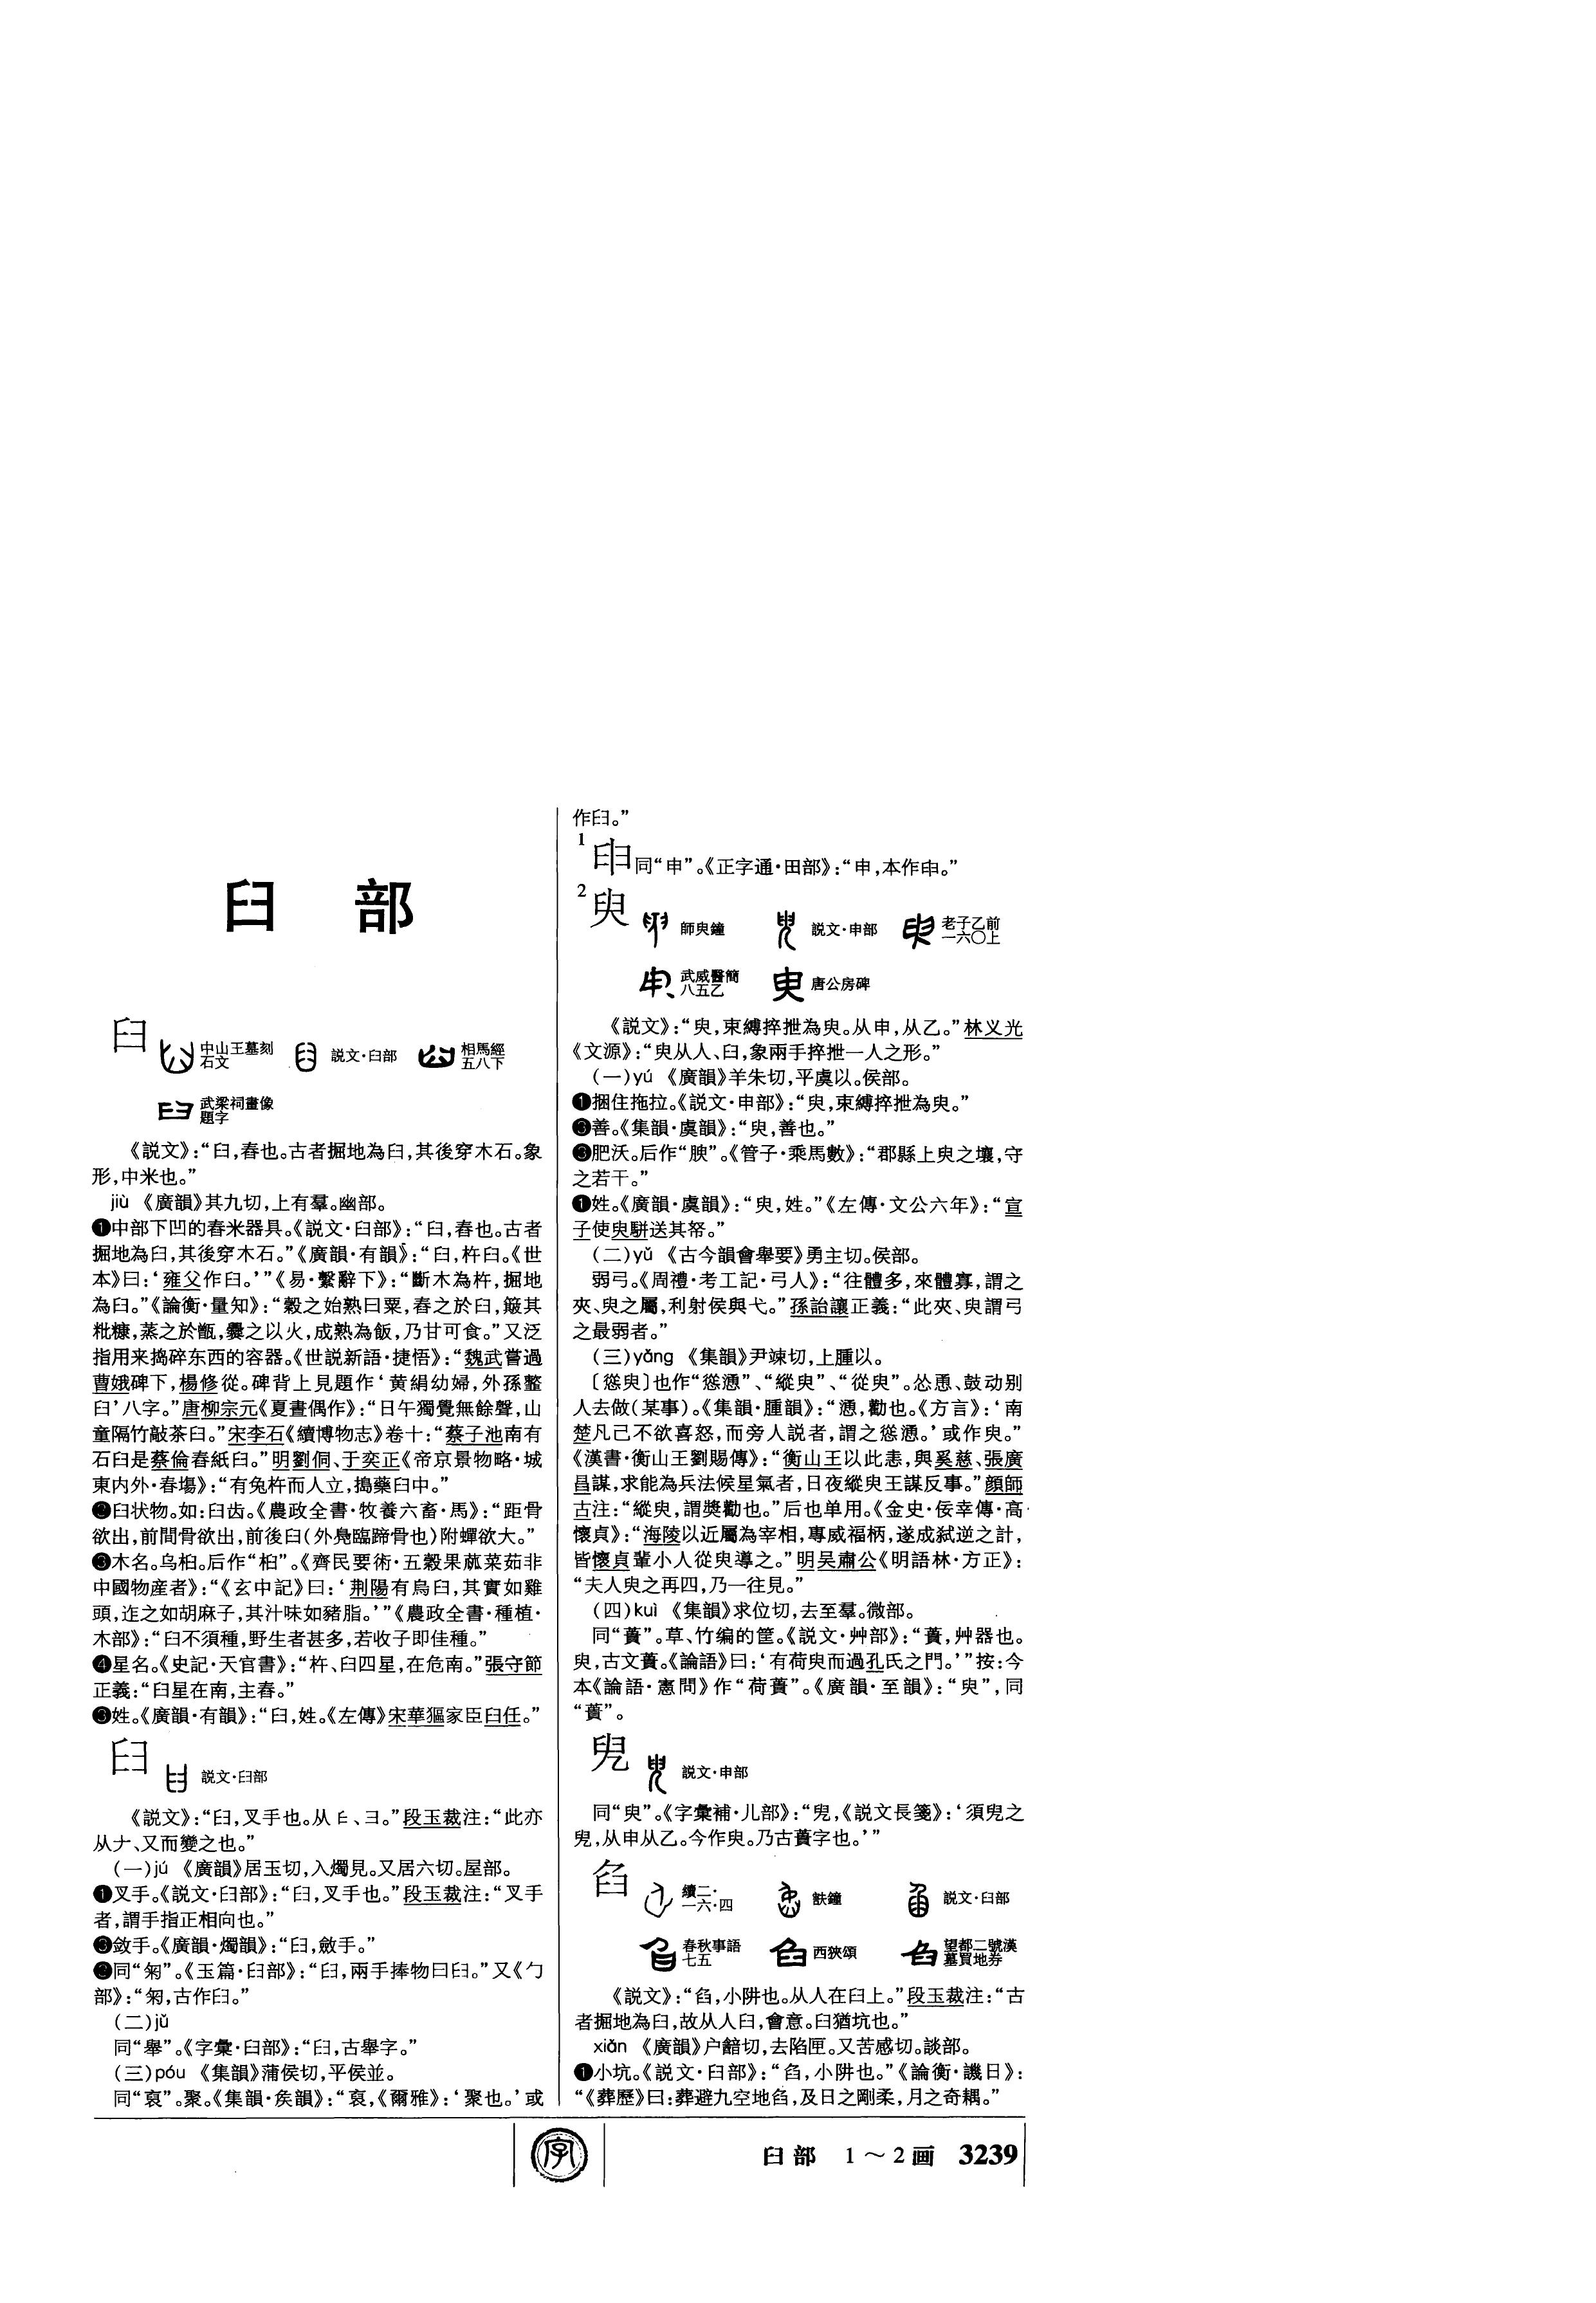 臼 部
臼
中山王墓刻石文 説文·臼部 相馬經五八下
武梁祠畫像題字
《説文》：“臼，舂也。古者掘地為臼，其後穿木石。象
形，中米也。”
jiù 《廣韻》其九切，上有羣。幽部。
❶中部下凹的舂米器具。《説文·臼部》：“臼，舂也。古者
掘地為臼，其後穿木石。”《廣韻·有韻》：“臼，杵臼。《世
本》曰：‘雍父作臼。’”《易·繫辭下》：“斷木為杵，掘地
為臼。”《論衡·量知》：“穀之始熟曰粟，舂之於臼，簸其
粃糠，蒸之於甑，爨之以火，成熟為飯，乃甘可食。”又泛
指用来捣碎东西的容器。《世説新語·捷悟》：“魏武嘗過
曹娥碑下，楊修從。碑背上見題作‘黄絹幼婦，外孫䪡
臼’八字。”唐柳宗元《夏晝偶作》：“日午獨覺無餘聲，山
童隔竹敲茶臼。”宋李石《續博物志》卷十：“蔡子池南有
石臼是蔡倫舂紙臼。”明劉侗、于奕正《帝京景物略·城
東内外·春場》：“有兔杵而人立，搗藥臼中。”
❷臼状物。如：臼齿。《農政全書·牧養六畜·馬》：“距骨
欲出，前間骨欲出，前後臼（外鳧臨蹄骨也）附蟬欲大。”
❸木名。乌桕。后作“桕”。《齊民要術·五穀果蓏菜茹非
中國物産者》：“《玄中記》曰：‘荆陽有烏臼，其實如雞
頭，迮之如胡麻子，其汁味如豬脂。’”《農政全書·種植·
木部》：“臼不須種，野生者甚多，若收子即佳種。”
❹星名。《史記·天官書》：“杵、臼四星，在危南。”張守節
正義：“臼星在南，主舂。”
❸姓。《廣韻·有韻》：“臼，姓。《左傳》宋華貙家臣臼任。”
𦥑 説文·𦥑部
《説文》：“𦥑，叉手也。从𠂎、彐。”段玉裁注：“此亦
从𠂇、又而變之也。”
（一）jú 《廣韻》居玉切，入燭見。又居六切。屋部。
❶叉手。《説文·𦥑部》：“𦥑，叉手也。”段玉裁注：“叉手
者，謂手指正相向也。”
❸敛手。《廣韻·燭韻》：“𦥑，斂手。”
❷同“匊”。《玉篇·𦥑部》：“𦥑，兩手捧物曰𦥑。”又《勹
部》：“匊，古作𦥑。”
（二）jǔ
同“舉”。《字彙·臼部》：“𦥑，古舉字。”
（三）póu 《集韻》蒲侯切，平侯並。
同“裒”。聚。《集韻·矦韻》：“裒，《爾雅》：‘聚也。’或
作𦥑。”
1
𦥔同“申”。《正字通·田部》：“申，本作𦥔。”
2
臾
師臾鐘 説文·申部 老子乙前一六〇上
武威醫簡八五乙 唐公房碑
《説文》：“臾，束縛捽抴為臾。从申，从乙。”林义光
《文源》：“臾从人、𦥑，象兩手捽抴一人之形。”
（一）yú 《廣韻》羊朱切，平虞以。侯部。
❶捆住拖拉。《説文·申部》：“臾，束縛捽抴為臾。”
❸善。《集韻·虞韻》：“臾，善也。”
❸肥沃。后作“腴”。《管子·乘馬數》：“郡縣上臾之壤，守
之若干。”
❶姓。《廣韻·虞韻》：“臾，姓。”《左傳·文公六年》：“宣
子使臾駢送其帑。”
（二）yǔ 《古今韻會舉要》勇主切。侯部。
弱弓。《周禮·考工記·弓人》：“往體多，來體寡，謂之
夾、臾之屬，利射侯與弋。”孫詒讓正義：“此夾、臾謂弓
之最弱者。”
（三）yǒng 《集韻》尹竦切，上腫以。
〔慫臾〕也作“慫慂”、“縱臾”、“從臾”。怂恿、鼓动别
人去做（某事）。《集韻·腫韻》：“慂，勸也。《方言》：‘南
楚凡己不欲喜怒，而旁人説者，謂之慫慂。’或作臾。”
《漢書·衡山王劉賜傳》：“衡山王以此恚，與奚慈、張廣
昌謀，求能為兵法候星氣者，日夜縱臾王謀反事。”顔師
古注：“縱臾，謂奬勸也。”后也单用。《金史·佞幸傳·高
懷貞》：“海陵以近屬為宰相，專威福柄，遂成弑逆之計，
皆懷貞輩小人從臾導之。”明吴肅公《明語林·方正》：
“夫人臾之再四，乃一往見。”
（四）kuì 《集韻》求位切，去至羣。微部。
同“蕢”。草、竹编的筐。《説文·艸部》：“蕢，艸器也。
臾，古文蕢。《論語》曰：‘有荷臾而過孔氏之門。’”按：今
本《論語·憲問》作“荷蕢”。《廣韻·至韻》：“臾”，同
“蕢”。
𠒍 説文·申部
同“臾”。《字彙補·儿部》：“𠒍，《説文長箋》：‘須𠒍之
𠒍，从申从乙。今作臾。乃古蕢字也。’”
臽
續二·一六·四 㝬鐘 説文·臼部
春秋事語七五 西狹頌 望都二號漢墓買地券
《説文》：“臽，小阱也。从人在臼上。”段玉裁注：“古
者掘地為臼，故从人臼，會意。臼猶坑也。”
xiàn 《廣韻》户韽切，去陷匣。又苦感切。談部。
❶小坑。《説文·臼部》：“臽，小阱也。”《論衡·譏日》：
“《葬歷》曰：葬避九空地臽，及日之剛柔，月之奇耦。”
字
臼部 1～2画 3239